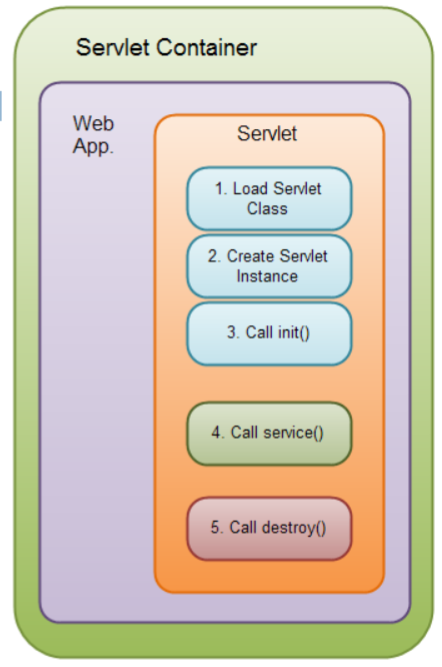 Servlet Container
Web
App.
Servlet
1. Load Servlet
Class
2. Create Servlet
Instance
3. Call init()
4. Call service()
5. Call destroy()